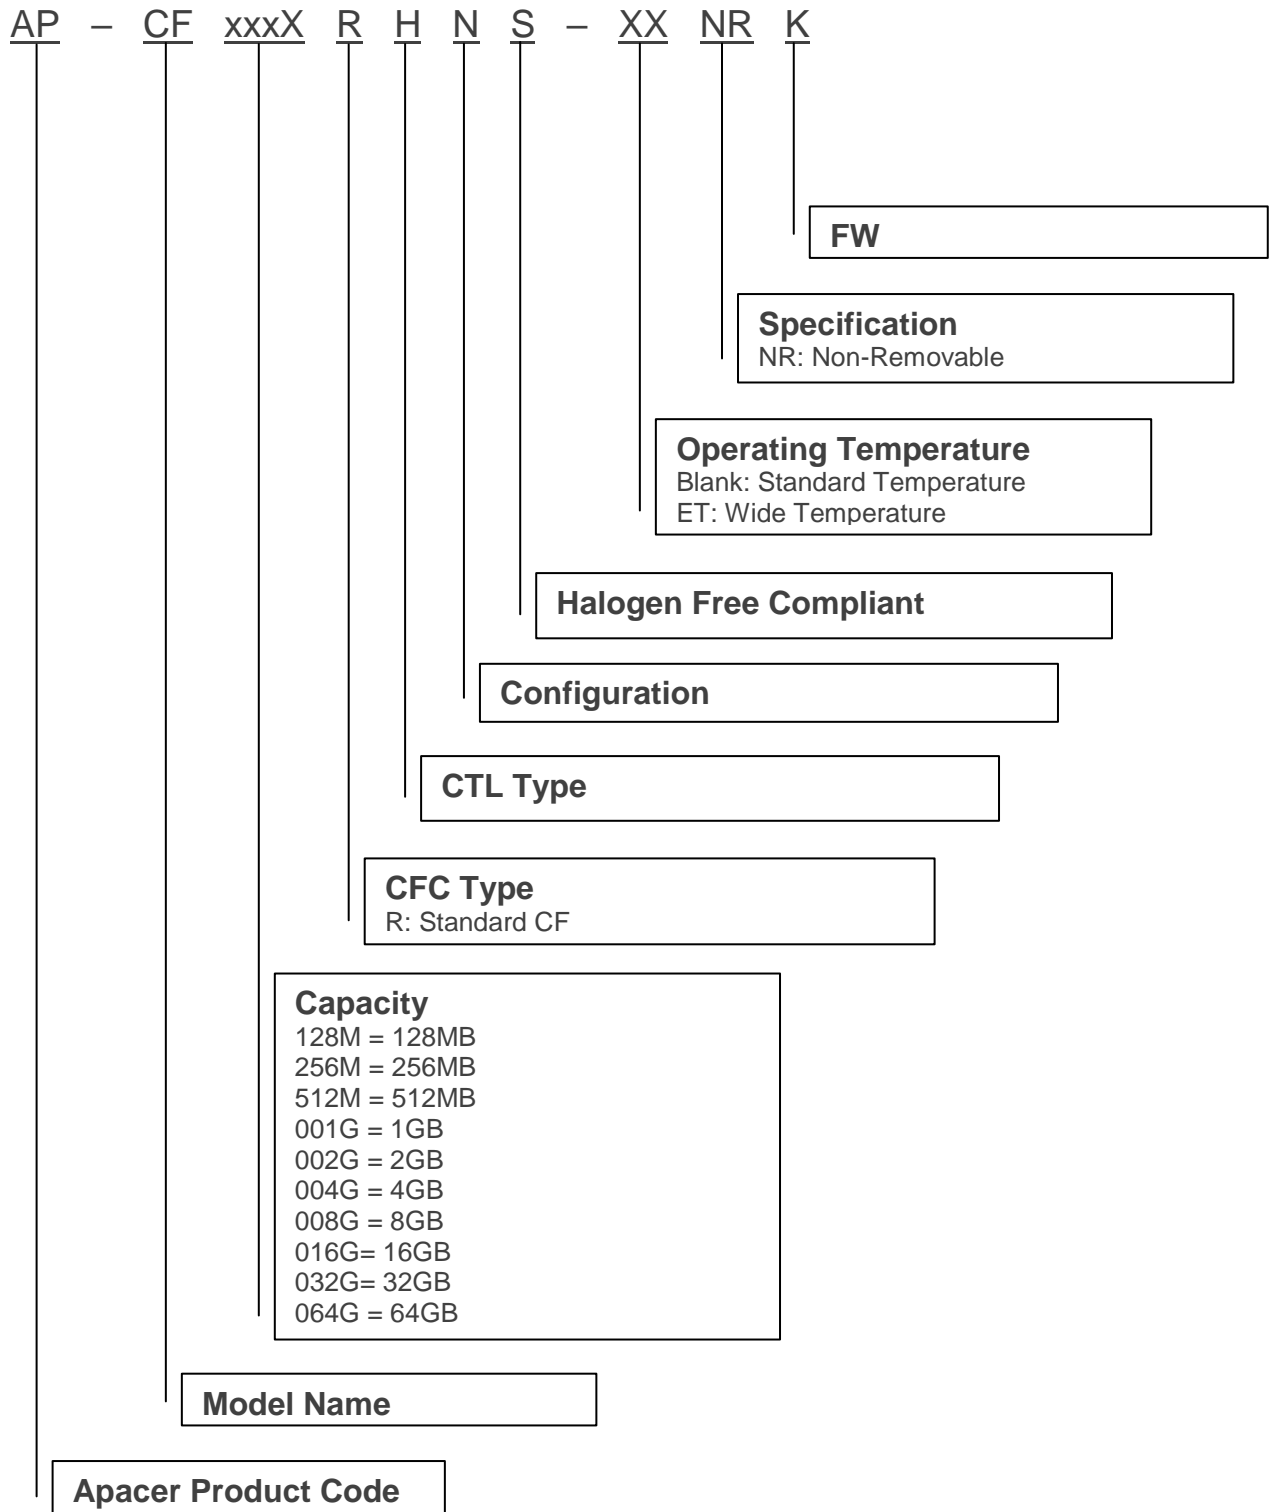 AP – CF xxxX R H N S – XX NR K
FW
Specification
NR: Non-Removable
Operating Temperature
Blank: Standard Temperature
ET: Wide Temperature
Halogen Free Compliant
Configuration
CTL Type
CFC Type
R: Standard CF
Capacity
128M = 128MB
256M = 256MB
512M = 512MB
001G = 1GB
002G = 2GB
004G = 4GB
008G = 8GB
016G= 16GB
032G= 32GB
064G = 64GB
Model Name
Apacer Product Code